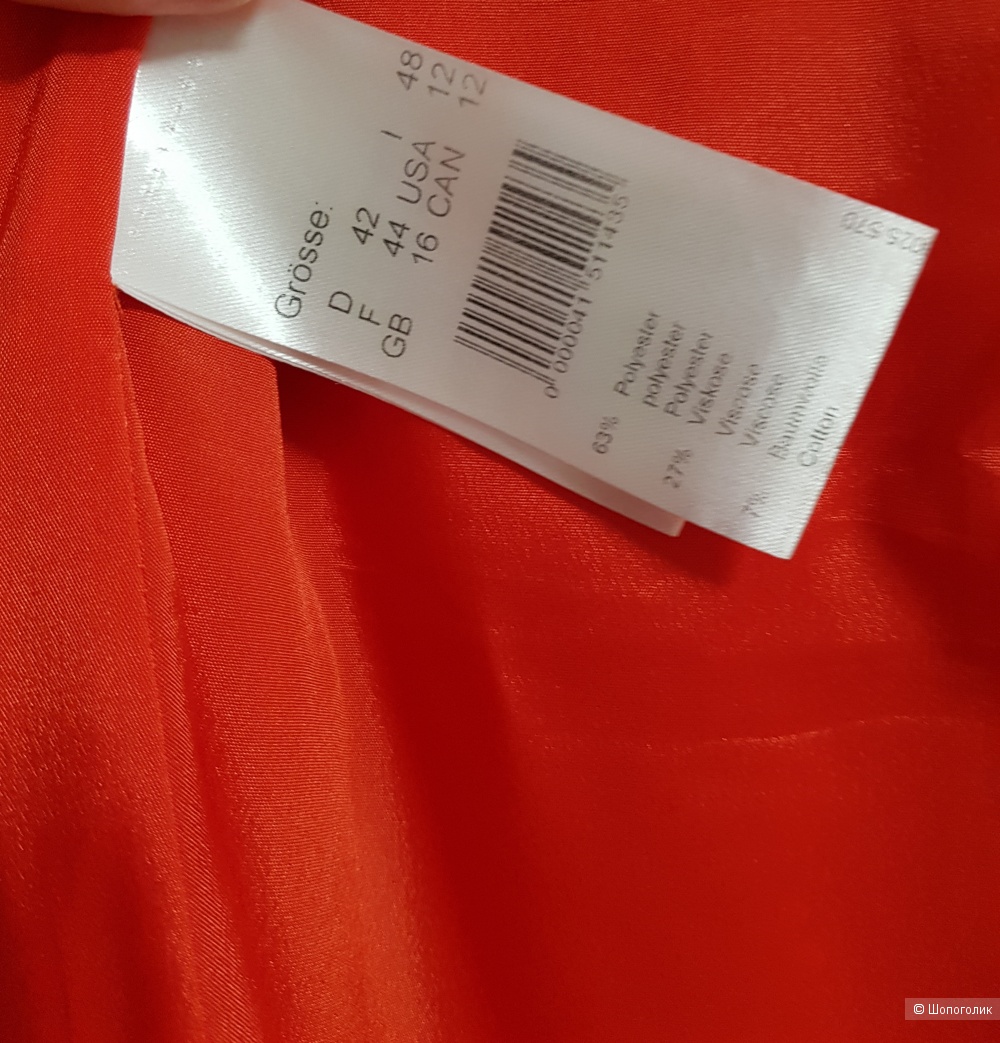 Grösse:
D 42 I 48
F 44 USA 12
GB 16 CAN 12
63% Polyester
polyester
Polyester
27% Viskose
Viscose
Viscose
7% Baumwolle
Cotton
© Шопоголик